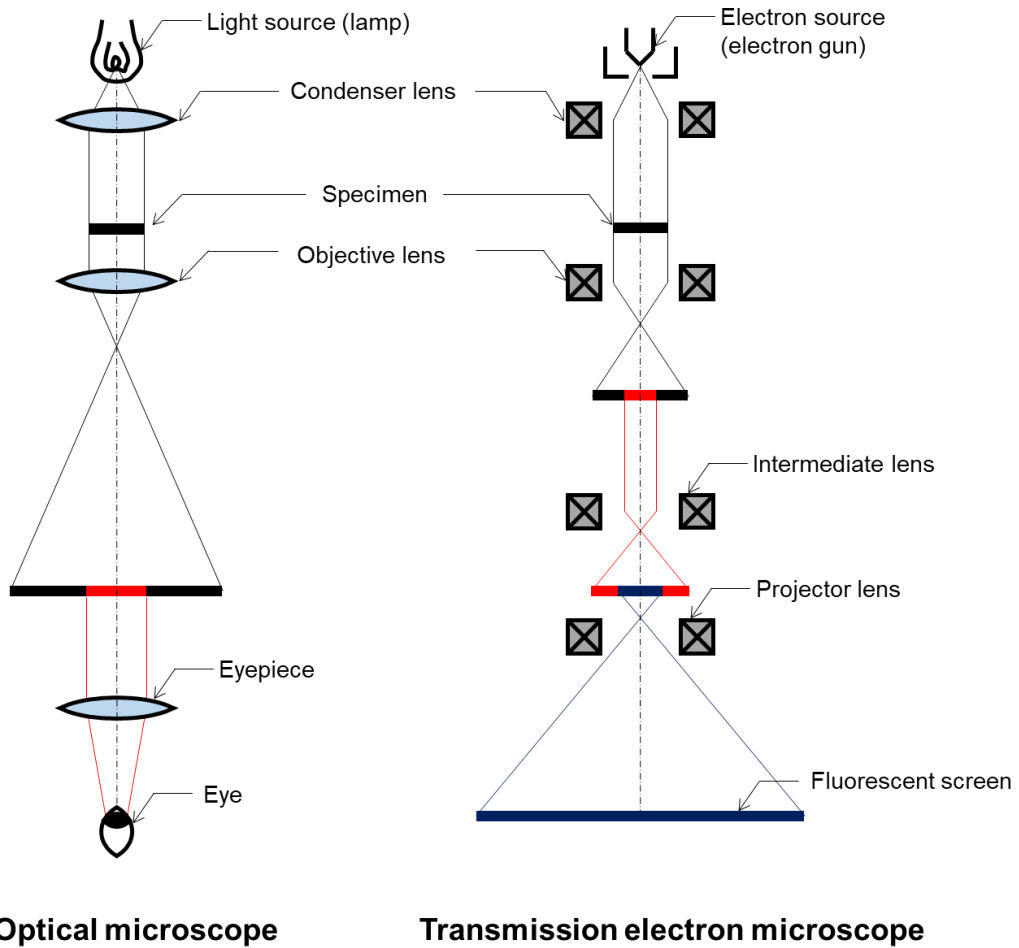 Light source (lamp)
Electron source
(electron gun)
Condenser lens
Specimen
Objective lens
Intermediate lens
Projector lens
Eyepiece
Fluorescent screen
Eye
Optical microscope
Transmission electron microscope